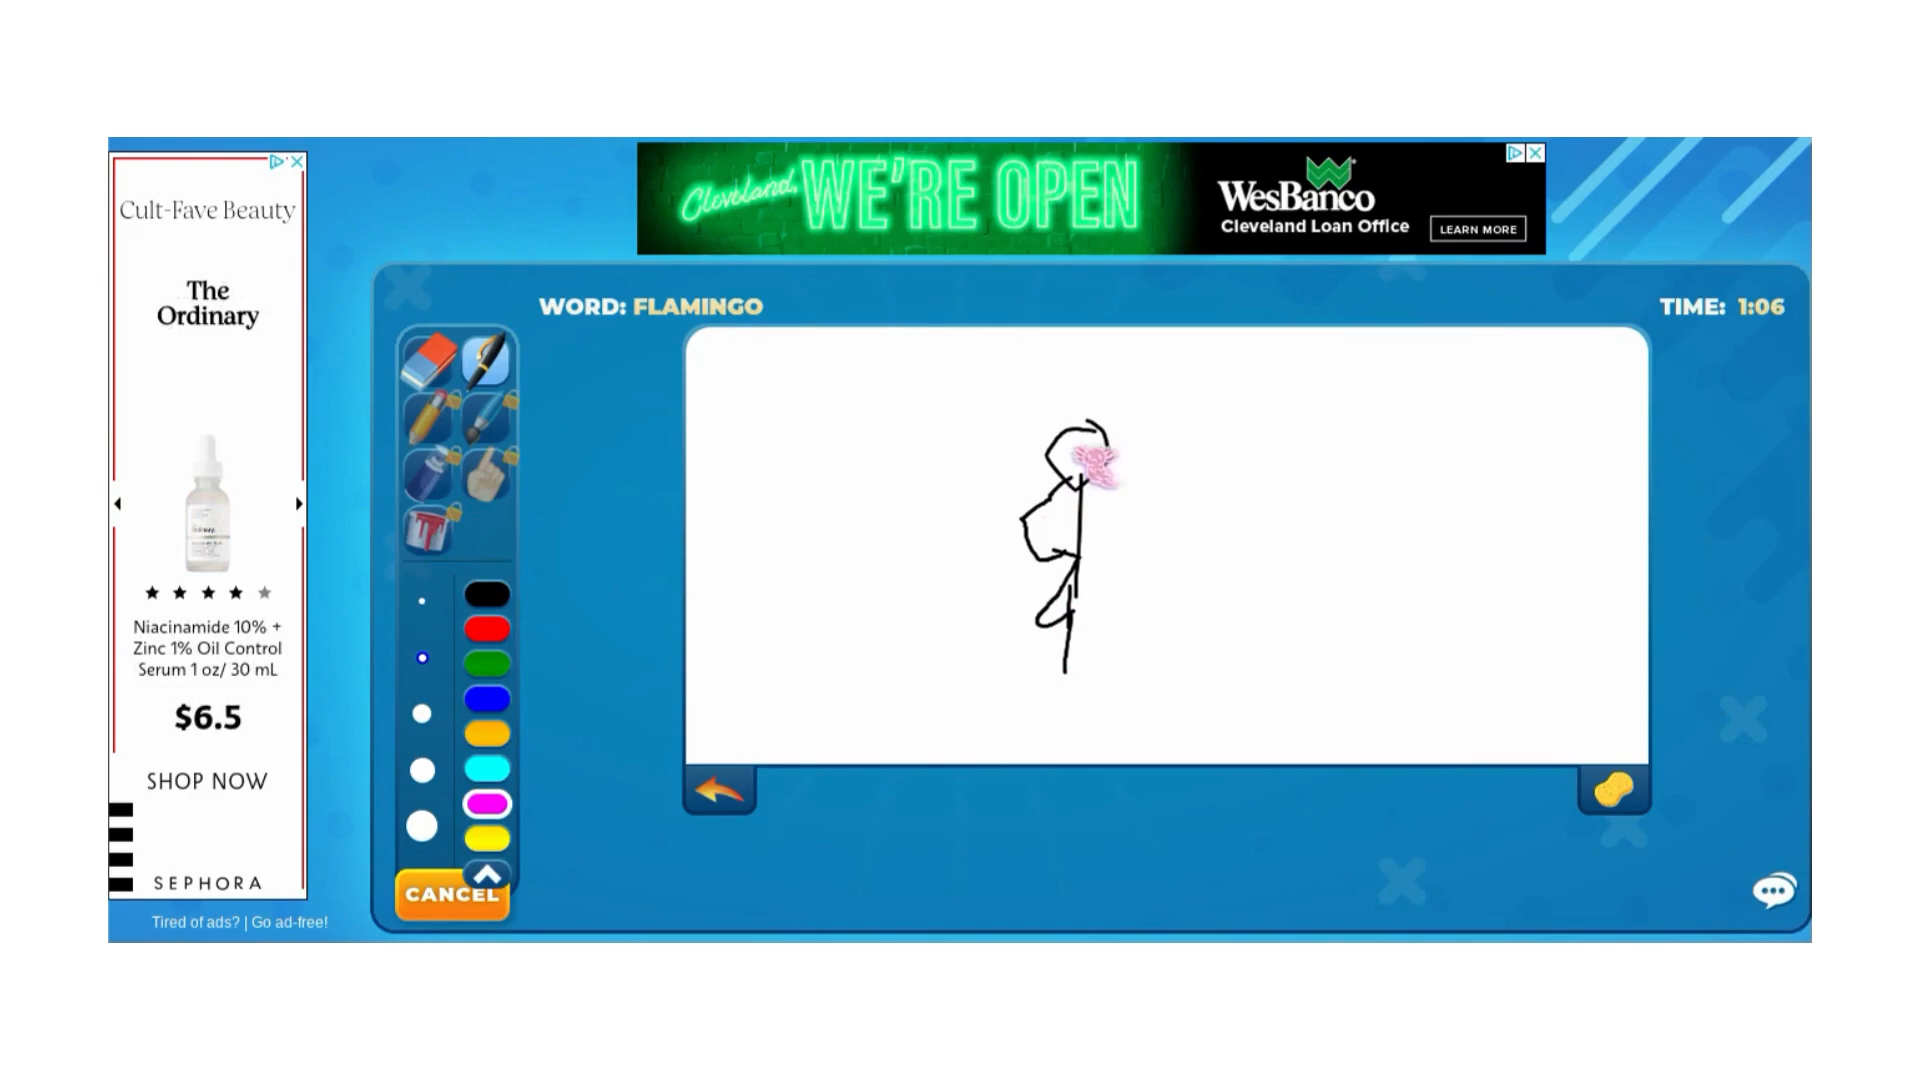 Cult-Fave Beauty
The
Ordinary
Niacinamide 10% +
Zinc 1% Oil Control
Serum 1 oz/ 30 mL
$6.5
SHOP NOW
SEPHORA
Tired of ads? | Go ad-free!
Cleveland, WE'RE OPEN
WesBanco
Cleveland Loan Office
LEARN MORE
WORD: FLAMINGO
TIME: 1:06
CANCEL